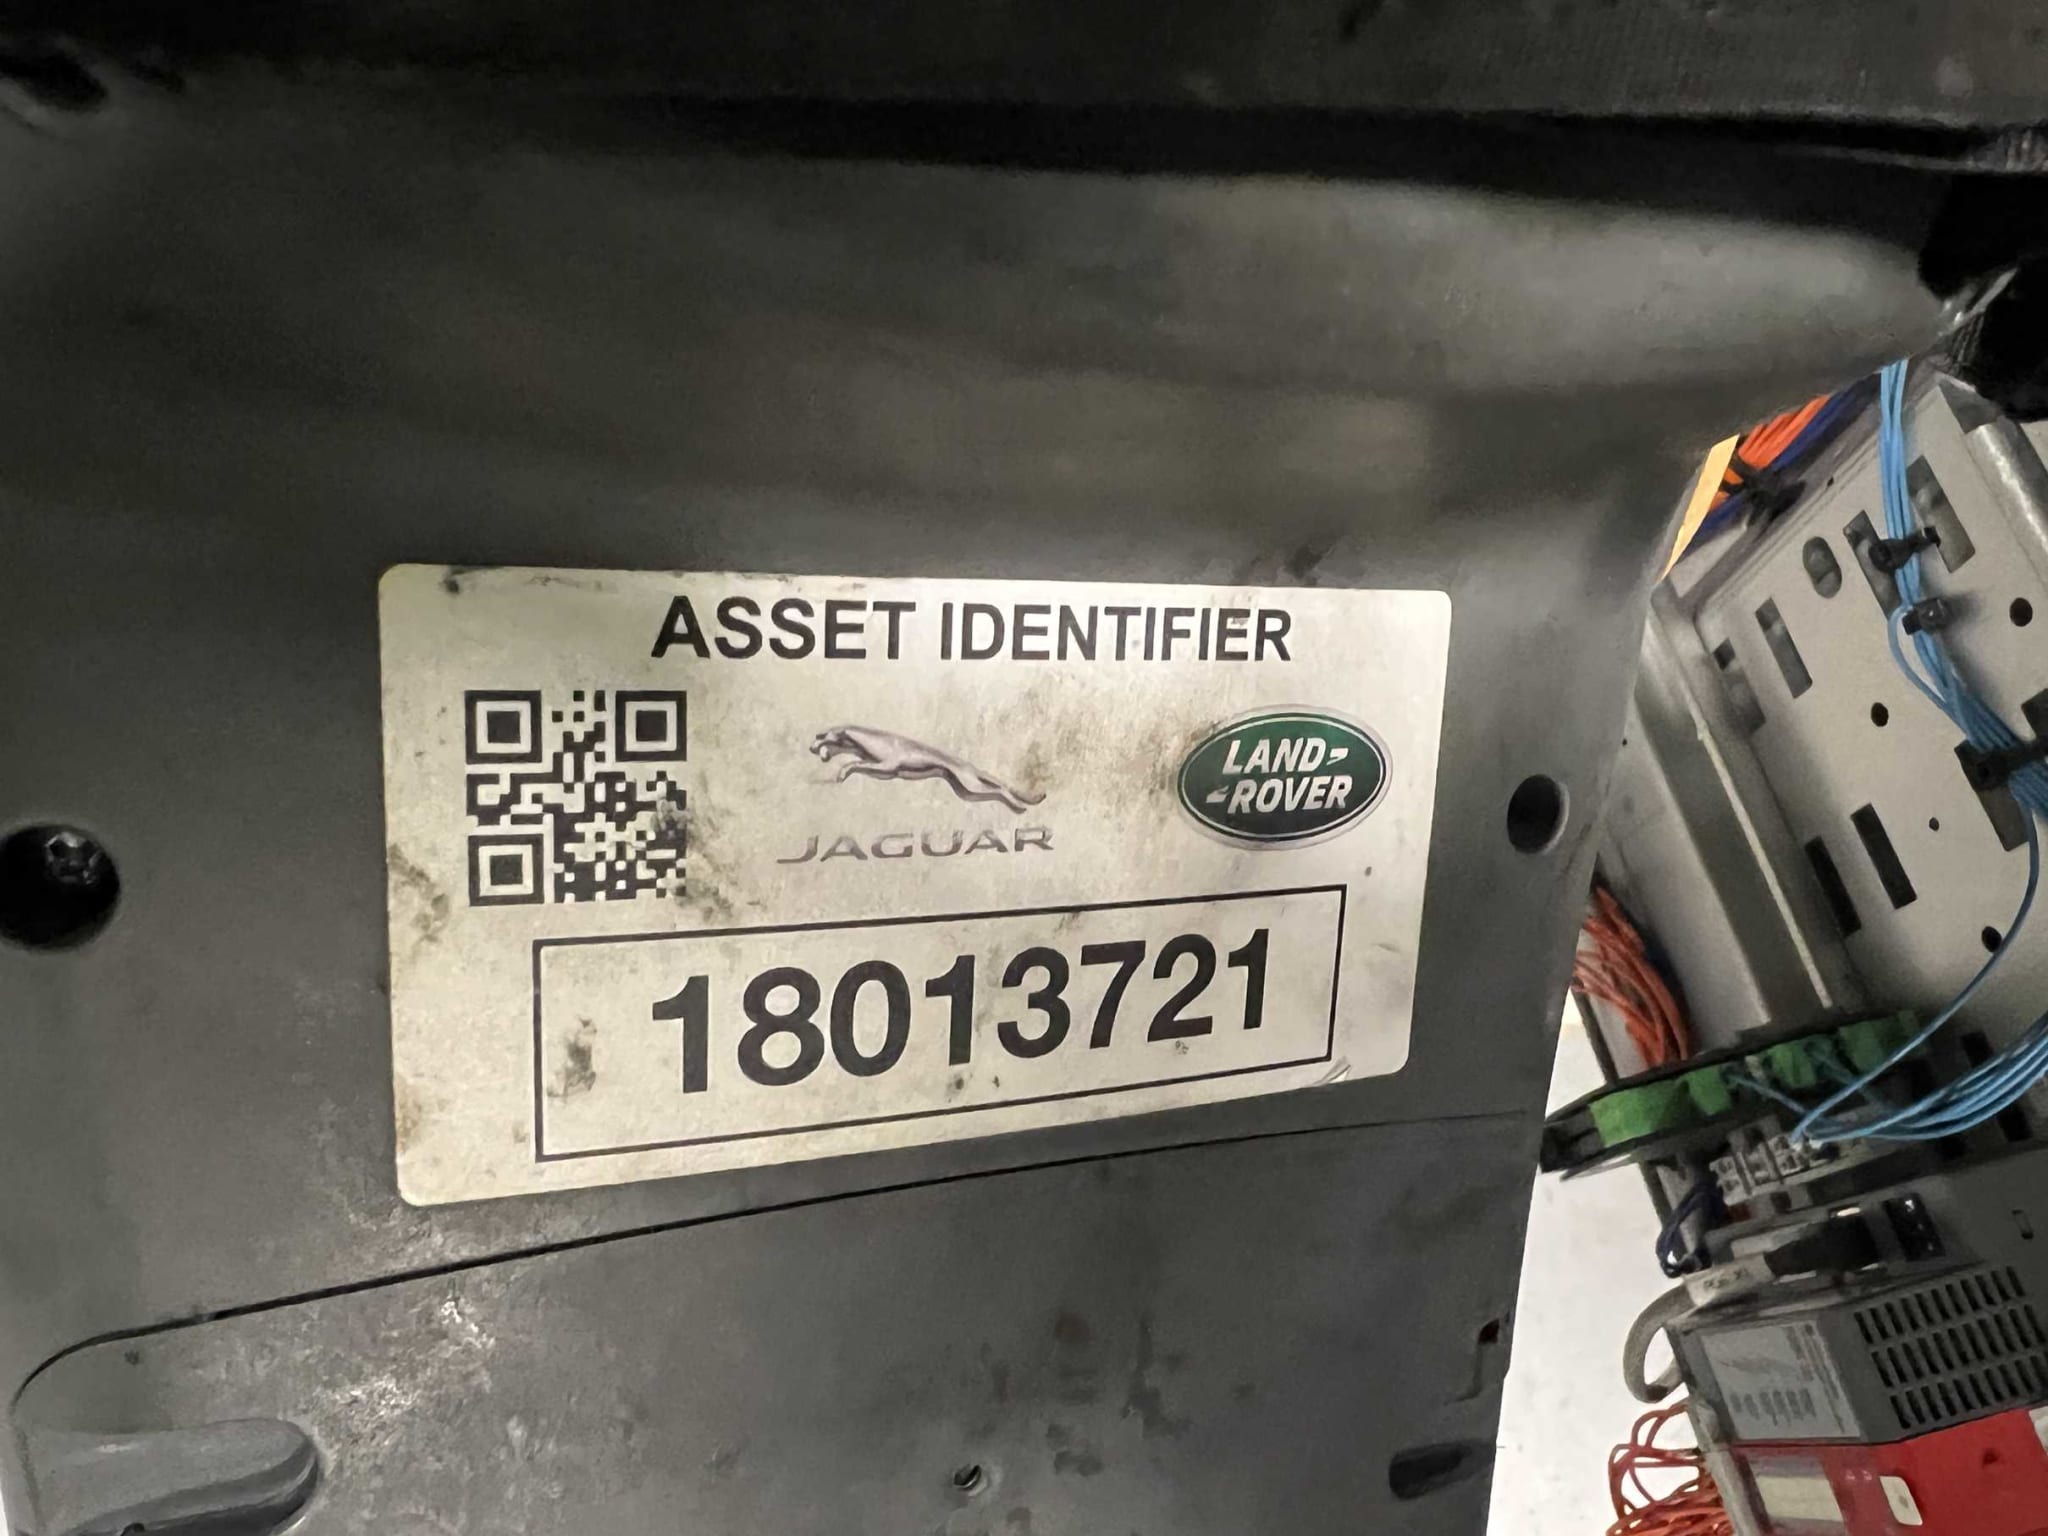 ASSET IDENTIFIER
JAGUAR
LAND-
-ROVER
18013721